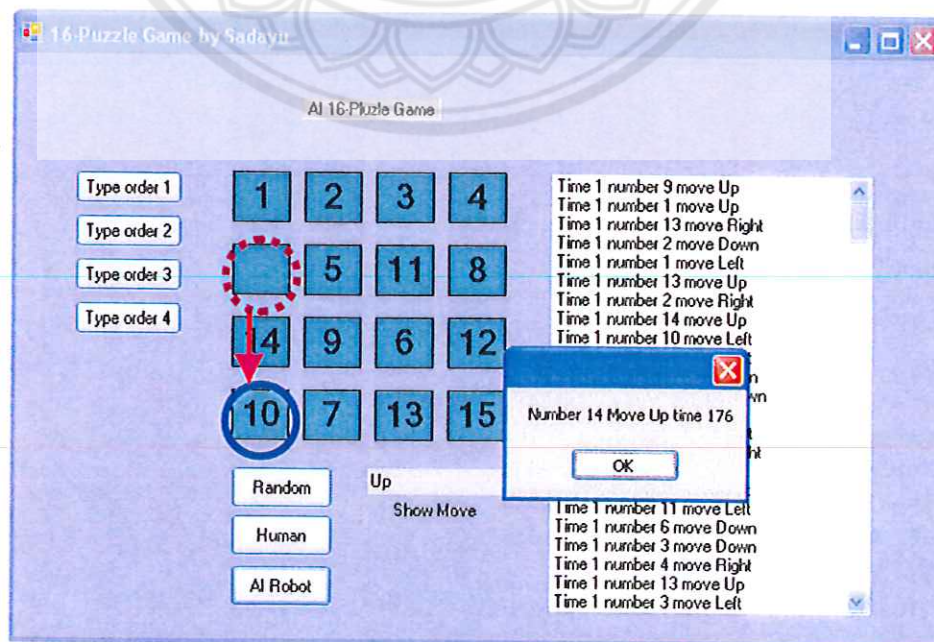 16-Puzzle Game by Sadayu
AI 16-Pluzle Game
Type order 1
Type order 2
Type order 3
Type order 4
1 2 3 4
5 11 8
14 9 6 12
10 7 13 15
Random
Human
AI Robot
Up
Show Move
Time 1 number 9 move Up
Time 1 number 1 move Up
Time 1 number 13 move Right
Time 1 number 2 move Down
Time 1 number 1 move Left
Time 1 number 13 move Up
Time 1 number 2 move Right
Time 1 number 14 move Up
Time 1 number 10 move Left
Number 14 Move Up time 176
OK
Time 1 number 11 move Left
Time 1 number 6 move Down
Time 1 number 3 move Down
Time 1 number 4 move Right
Time 1 number 13 move Up
Time 1 number 3 move Left